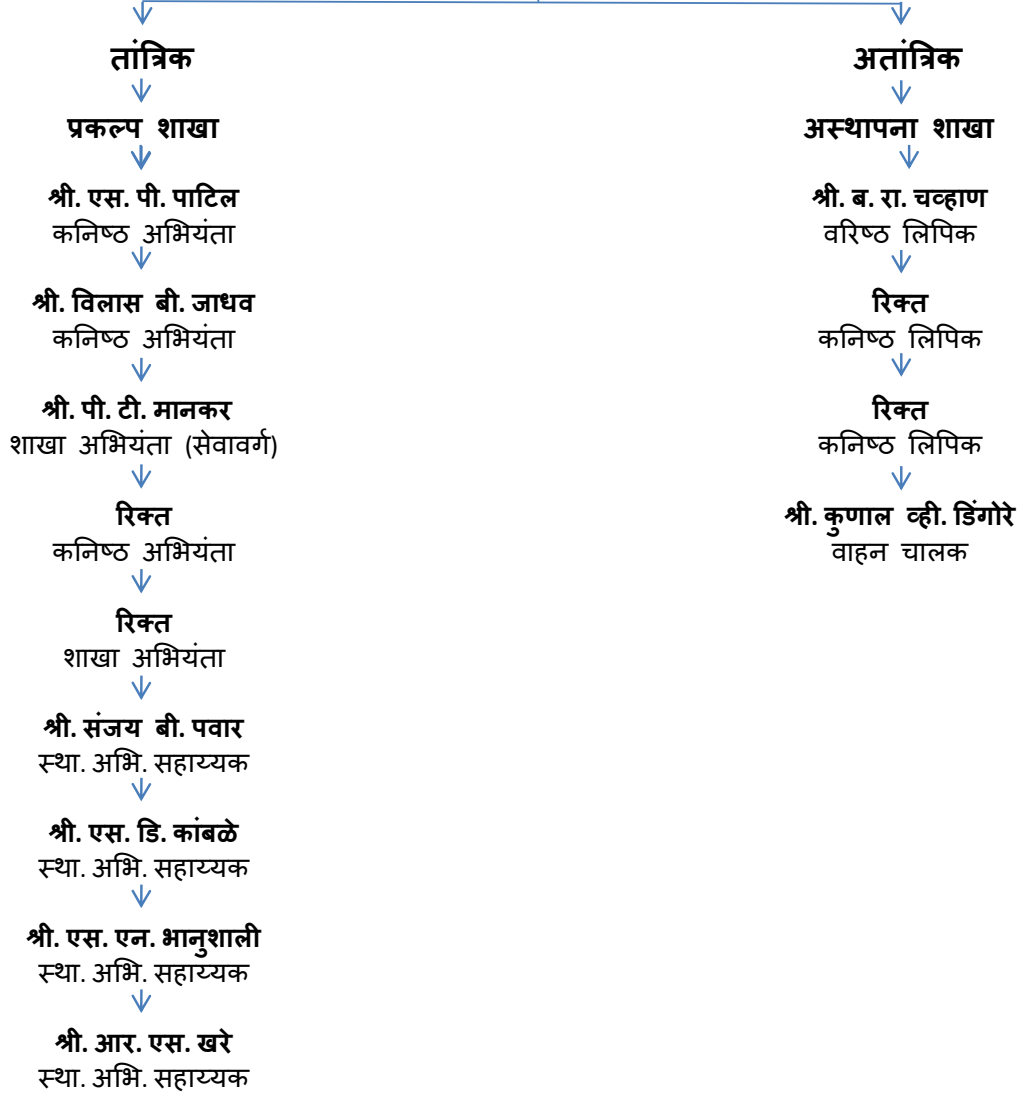 तांत्रिक
प्रकल्प शाखा
श्री. एस. पी. पाटिल
कनिष्ठ अभियंता
श्री. विलास बी. जाधव
कनिष्ठ अभियंता
श्री. पी. टी. मानकर
शाखा अभियंता (सेवावर्ग)
रिक्त
कनिष्ठ अभियंता
रिक्त
शाखा अभियंता
श्री. संजय बी. पवार
स्था. अभि. सहाय्यक
श्री. एस. डि. कांबळे
स्था. अभि. सहाय्यक
श्री. एस. एन. भानुशाली
स्था. अभि. सहाय्यक
श्री. आर. एस. खरे
स्था. अभि. सहाय्यक
अतांत्रिक
अस्थापना शाखा
श्री. ब. रा. चव्हाण
वरिष्ठ लिपिक
रिक्त
कनिष्ठ लिपिक
रिक्त
कनिष्ठ लिपिक
श्री. कुणाल व्ही. डिंगोरे
वाहन चालक